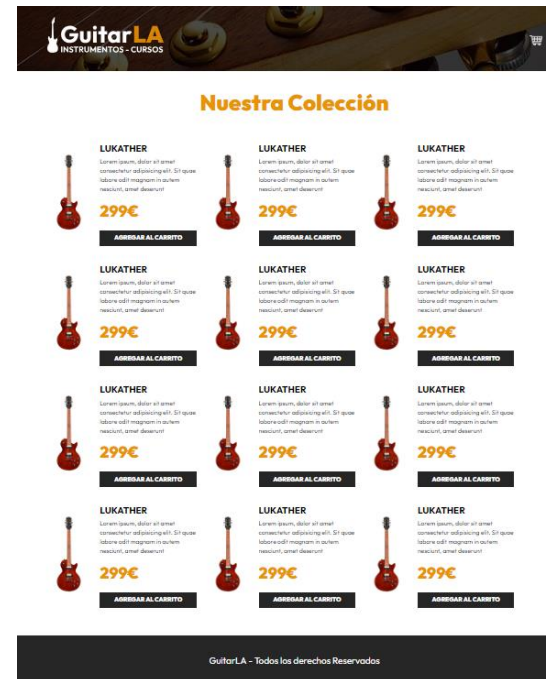 GuitarLA
INSTRUMENTOS - CURSOS
Nuestra Colección
LUKATHER
Lorem ipsum, dolor sit amet
consectetur adipisicing elit. Sit quae
labore odit magnam in autem
nesciunt, amet deserunt
299€
AGREGAR AL CARRITO
LUKATHER
Lorem ipsum, dolor sit amet
consectetur adipisicing elit. Sit quae
labore odit magnam in autem
nesciunt, amet deserunt
299€
AGREGAR AL CARRITO
LUKATHER
Lorem ipsum, dolor sit amet
consectetur adipisicing elit. Sit quae
labore odit magnam in autem
nesciunt, amet deserunt
299€
AGREGAR AL CARRITO
LUKATHER
Lorem ipsum, dolor sit amet
consectetur adipisicing elit. Sit quae
labore odit magnam in autem
nesciunt, amet deserunt
299€
AGREGAR AL CARRITO
LUKATHER
Lorem ipsum, dolor sit amet
consectetur adipisicing elit. Sit quae
labore odit magnam in autem
nesciunt, amet deserunt
299€
AGREGAR AL CARRITO
LUKATHER
Lorem ipsum, dolor sit amet
consectetur adipisicing elit. Sit quae
labore odit magnam in autem
nesciunt, amet deserunt
299€
AGREGAR AL CARRITO
LUKATHER
Lorem ipsum, dolor sit amet
consectetur adipisicing elit. Sit quae
labore odit magnam in autem
nesciunt, amet deserunt
299€
AGREGAR AL CARRITO
LUKATHER
Lorem ipsum, dolor sit amet
consectetur adipisicing elit. Sit quae
labore odit magnam in autem
nesciunt, amet deserunt
299€
AGREGAR AL CARRITO
LUKATHER
Lorem ipsum, dolor sit amet
consectetur adipisicing elit. Sit quae
labore odit magnam in autem
nesciunt, amet deserunt
299€
AGREGAR AL CARRITO
LUKATHER
Lorem ipsum, dolor sit amet
consectetur adipisicing elit. Sit quae
labore odit magnam in autem
nesciunt, amet deserunt
299€
AGREGAR AL CARRITO
LUKATHER
Lorem ipsum, dolor sit amet
consectetur adipisicing elit. Sit quae
labore odit magnam in autem
nesciunt, amet deserunt
299€
AGREGAR AL CARRITO
LUKATHER
Lorem ipsum, dolor sit amet
consectetur adipisicing elit. Sit quae
labore odit magnam in autem
nesciunt, amet deserunt
299€
AGREGAR AL CARRITO
GuitarLA - Todos los derechos Reservados